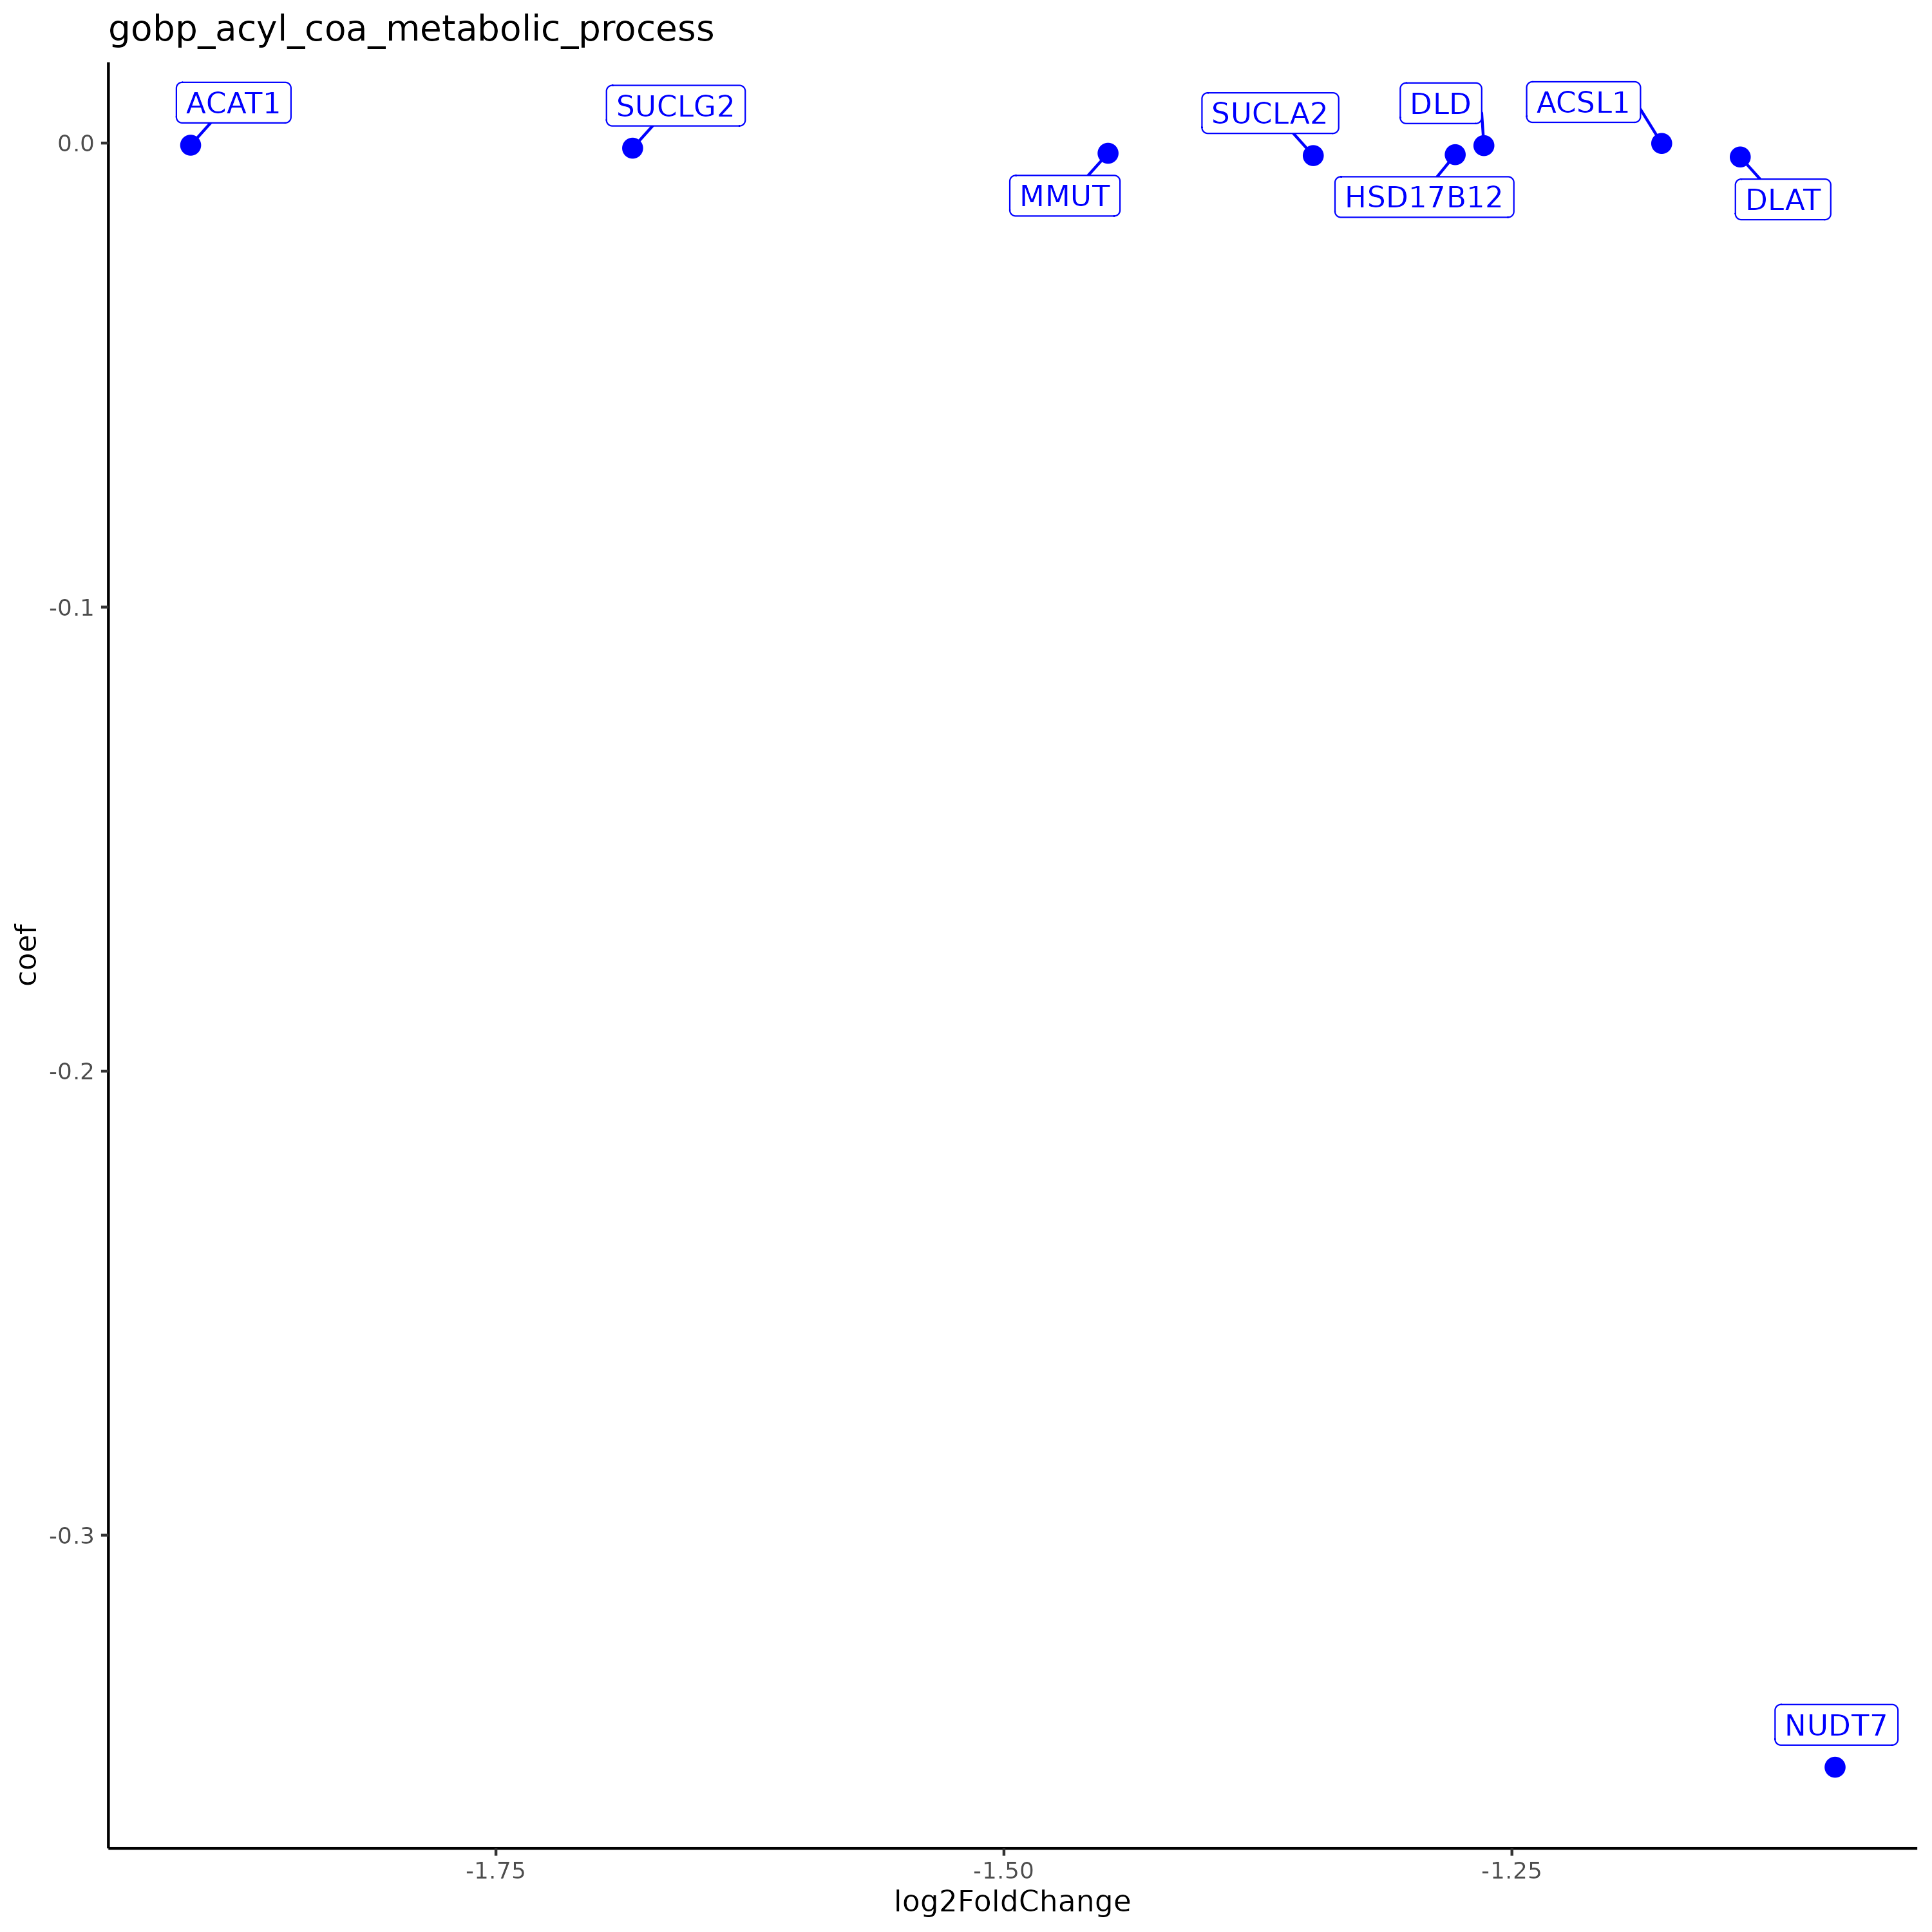 gobp_acyl_coa_metabolic_process
ACAT1
SUCLG2
SUCLA2
DLD
ACSL1
MMUT
HSD17B12
DLAT
NUDT7
0.0
-0.1
-0.2
-0.3
coef
-1.75
-1.50
-1.25
log2FoldChange